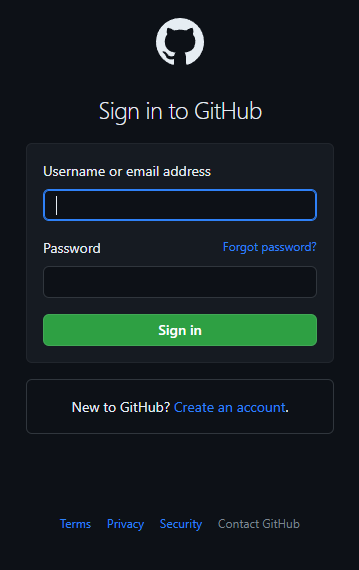 Sign in to GitHub
Username or email address
Password Forgot password?
Sign in
New to GitHub? Create an account.
Terms Privacy Security Contact GitHub